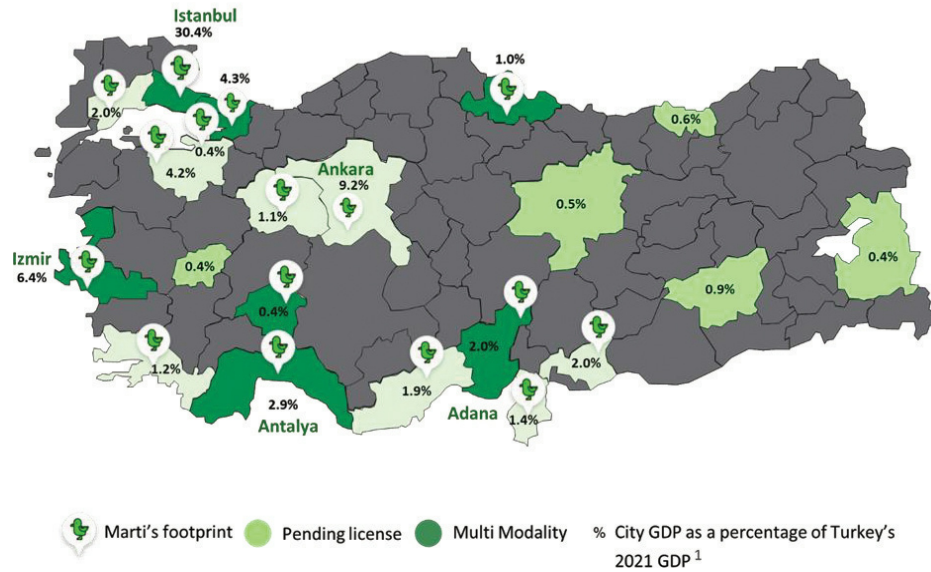 Istanbul
30.4%
4.3%
1.0%
2.0%
0.4%
0.6%
4.2%
Ankara
9.2%
1.1%
0.5%
Izmir
6.4%
0.4%
0.4%
0.9%
0.4%
2.0%
1.2%
2.0%
1.9%
2.9%
Antalya
Adana
1.4%
Marti's footprint
Pending license
Multi Modality
% City GDP as a percentage of Turkey's
2021 GDP 1